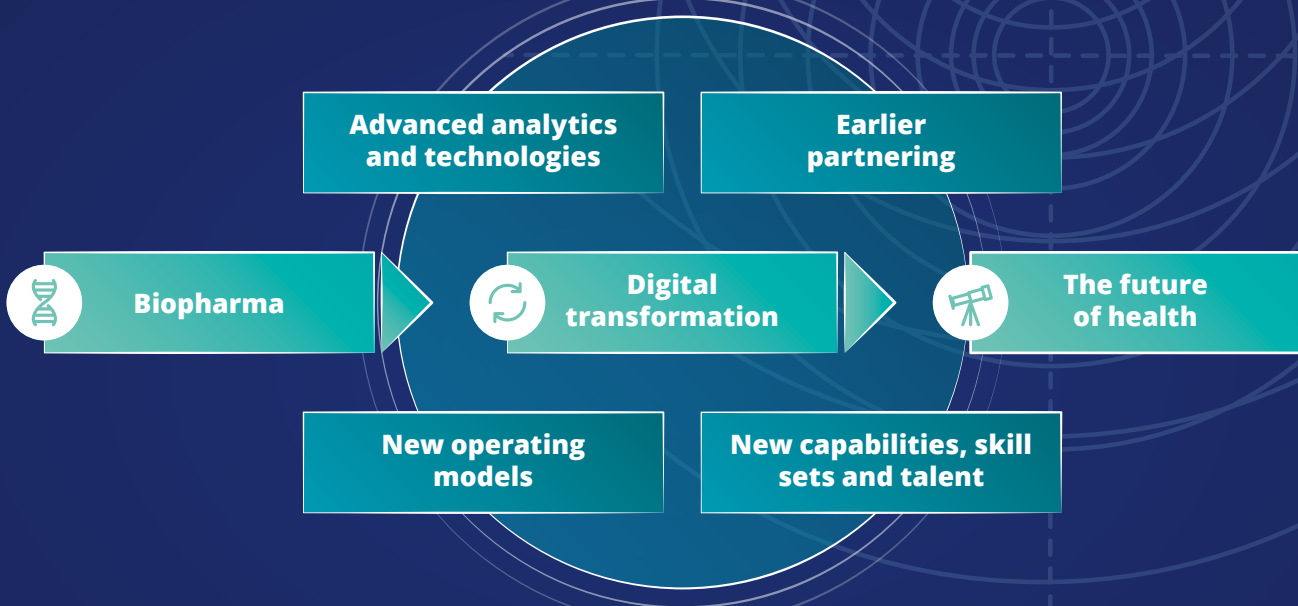 Advanced analytics
and technologies
Earlier
partnering
Biopharma
Digital
transformation
The future
of health
New operating
models
New capabilities, skill
sets and talent